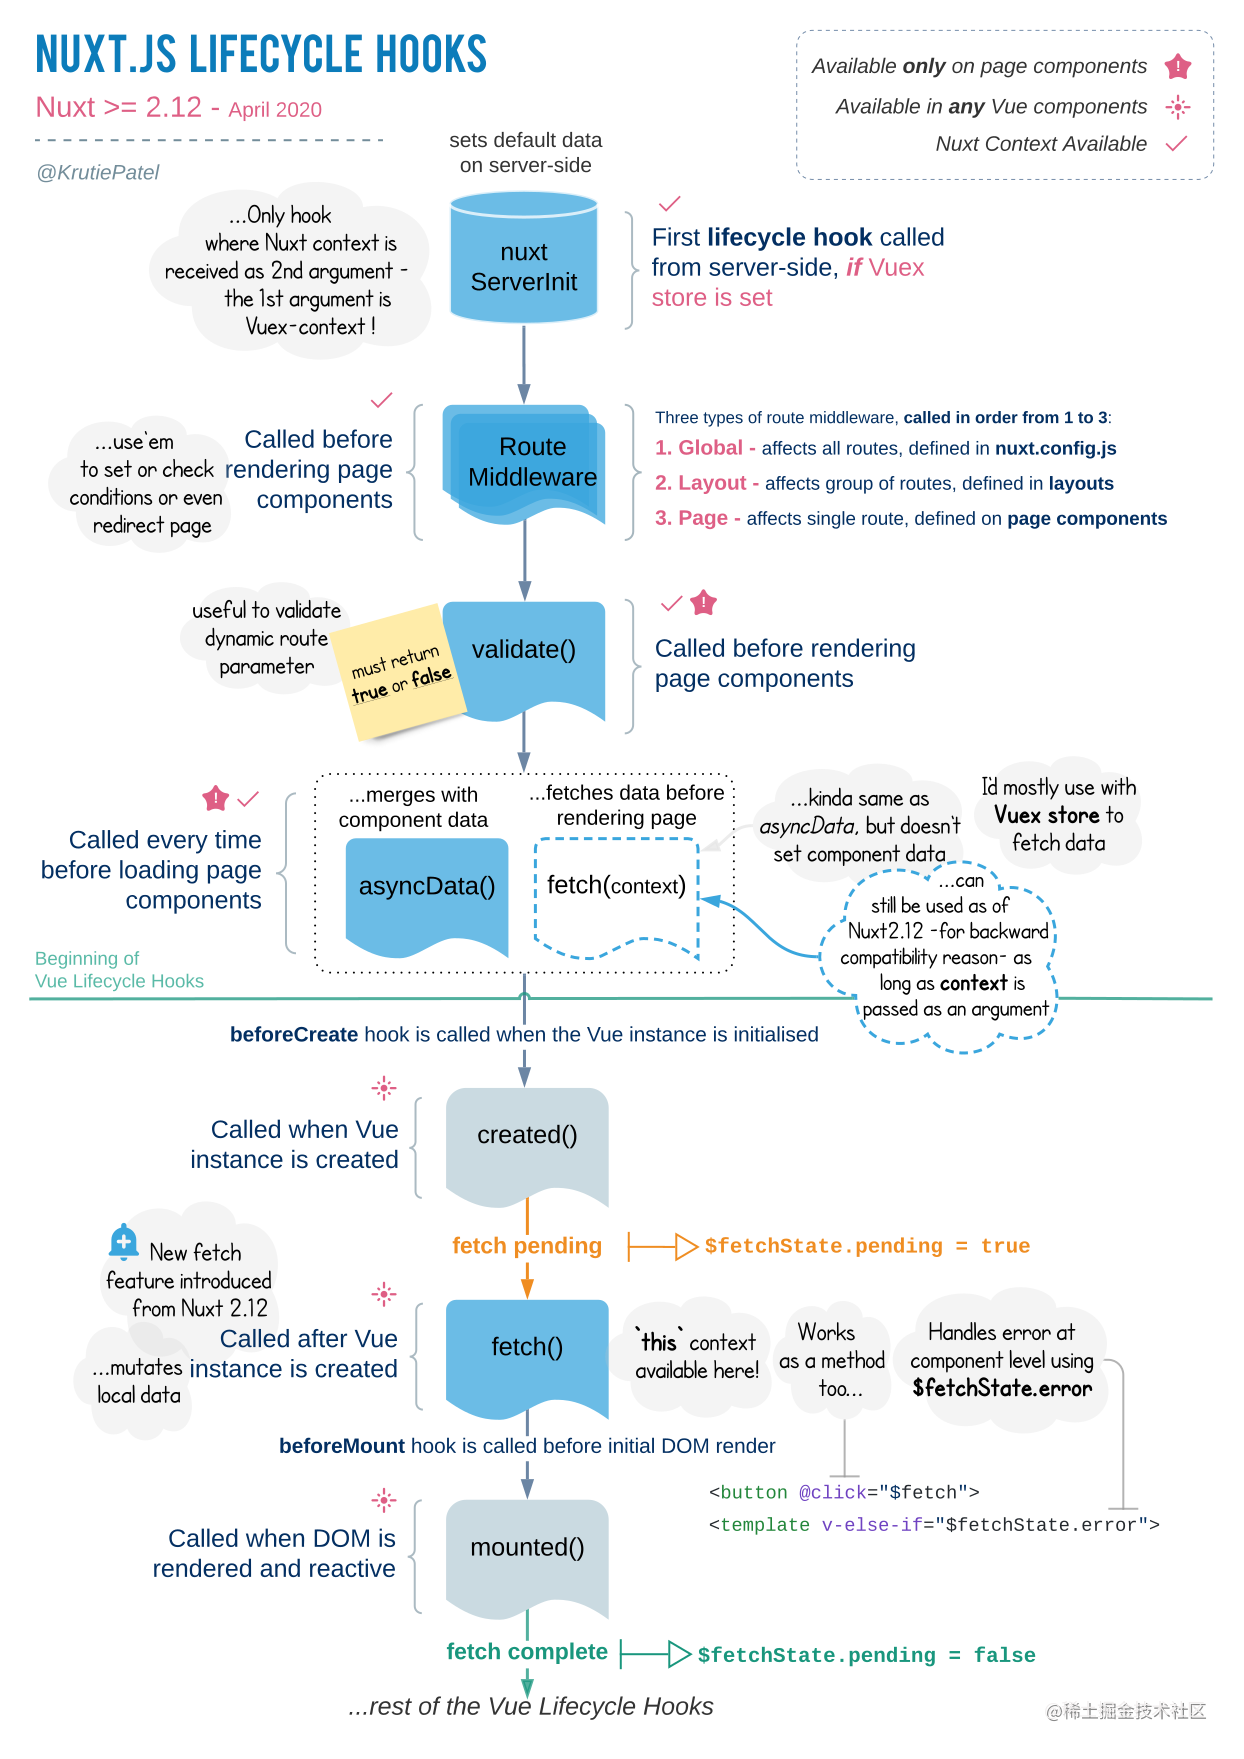 NUXT.JS LIFECYCLE HOOKS
Nuxt >= 2.12 - April 2020
@KrutiePatel
Available only on page components
Available in any Vue components
Nuxt Context Available
sets default data
on server-side
...Only hook
where Nuxt context is
received as 2nd argument -
the 1st argument is
Vuex-context !
nuxt
ServerInit
First lifecycle hook called
from server-side, if Vuex
store is set
...use`em
to set or check
conditions or even
redirect page
Called before
rendering page
components
Route
Middleware
Three types of route middleware, called in order from 1 to 3:
1. Global - affects all routes, defined in nuxt.config.js
2. Layout - affects group of routes, defined in layouts
3. Page - affects single route, defined on page components
useful to validate
dynamic route
parameter
must return
true or false
validate()
Called before rendering
page components
Called every time
before loading page
components
...merges with
component data
asyncData()
...fetches data before
rendering page
fetch(context)
...kinda same as
asyncData, but doesn`t
set component data
I`d mostly use with
Vuex store to
fetch data
...can
still be used as of
Nuxt2.12 -for backward
compatibility reason- as
long as context is
passed as an argument
Beginning of
Vue Lifecycle Hooks
beforeCreate hook is called when the Vue instance is initialised
Called when Vue
instance is created
created()
fetch pending
$fetchState.pending = true
New fetch
feature introduced
from Nuxt 2.12
...mutates
local data
Called after Vue
instance is created
fetch()
`this` context
available here!
Works
as a method
too...
Handles error at
component level using
$fetchState.error
beforeMount hook is called before initial DOM render
<button @click="$fetch">
<template v-else-if="$fetchState.error">
Called when DOM is
rendered and reactive
mounted()
fetch complete
$fetchState.pending = false
...rest of the Vue Lifecycle Hooks
@稀土掘金技术社区